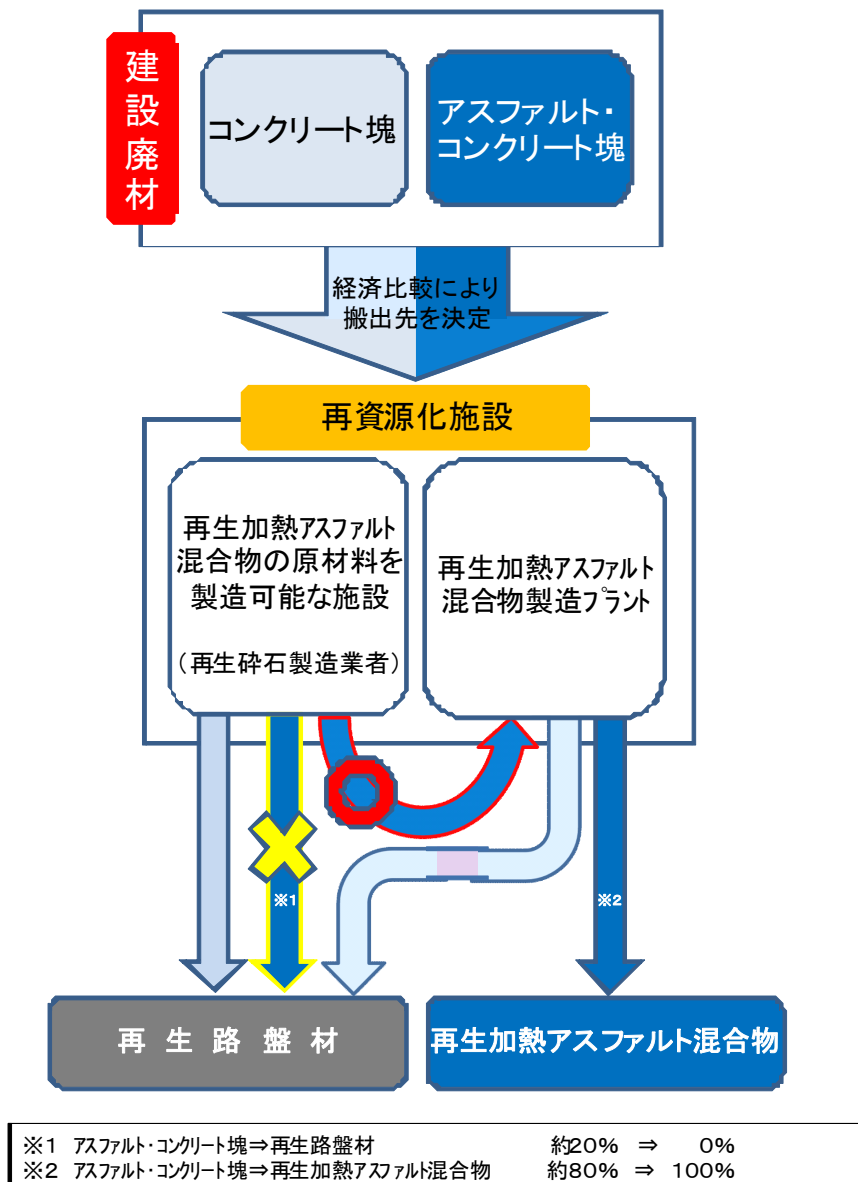 建設廃材
コンクリート塊
アスファルト・
コンクリート塊
経済比較により
搬出先を決定
再資源化施設
再生加熱アスファルト
混合物の原材料を
製造可能な施設
（再生砕石製造業者）
再生加熱アスファルト
混合物製造プラント
※1
※2
再生路盤材
再生加熱アスファルト混合物
※1 アスファルト・コンクリート塊⇒再生路盤材 約20% ⇒ 0%
※2 アスファルト・コンクリート塊⇒再生加熱アスファルト混合物 約80% ⇒ 100%